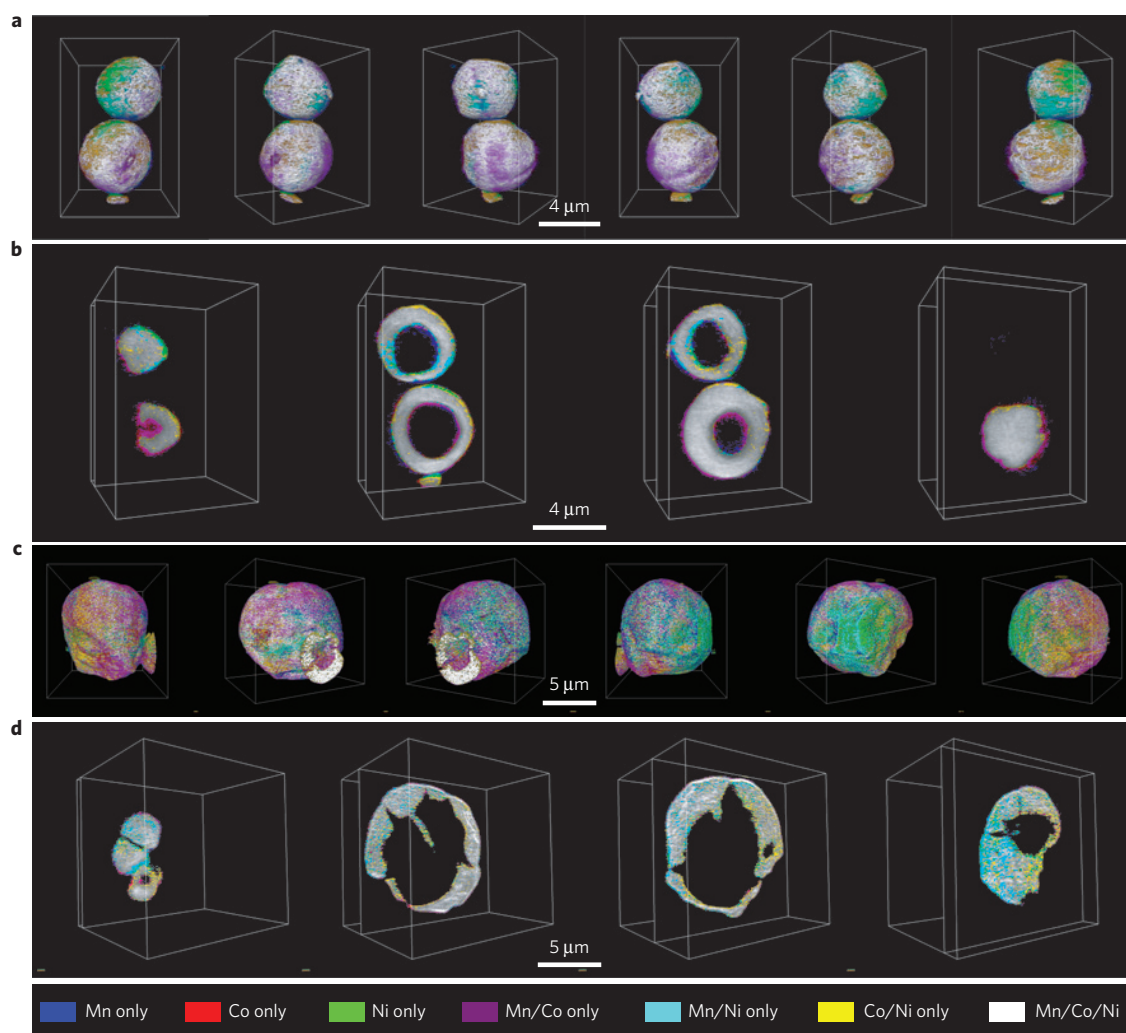 a
4 μm
b
4 μm
c
5 μm
d
5 μm
Mn only Co only Ni only Mn/Co only Mn/Ni only Co/Ni only Mn/Co/Ni